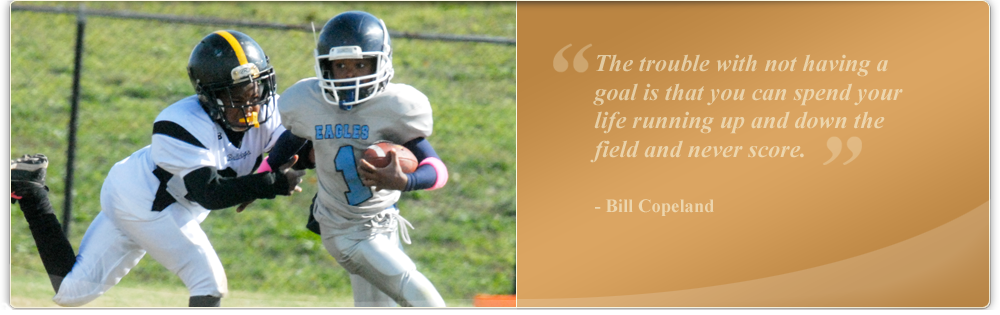 EAGLES
1
“The trouble with not having a
goal is that you can spend your
life running up and down the
field and never score.”
- Bill Copeland